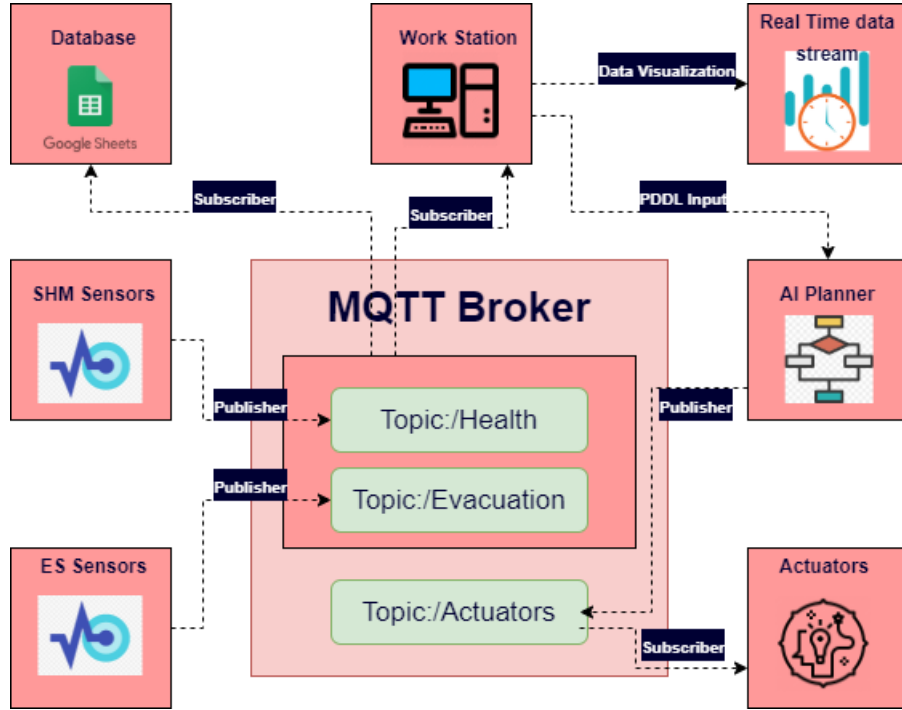 Database
Google Sheets
Work Station
Real Time data
stream
Data Visualization
Subscriber
Subscriber
PDDL Input
SHM Sensors
MQTT Broker
AI Planner
Publisher
Topic:/Health
Publisher
Publisher
Topic:/Evacuation
ES Sensors
Topic:/Actuators
Actuators
Subscriber